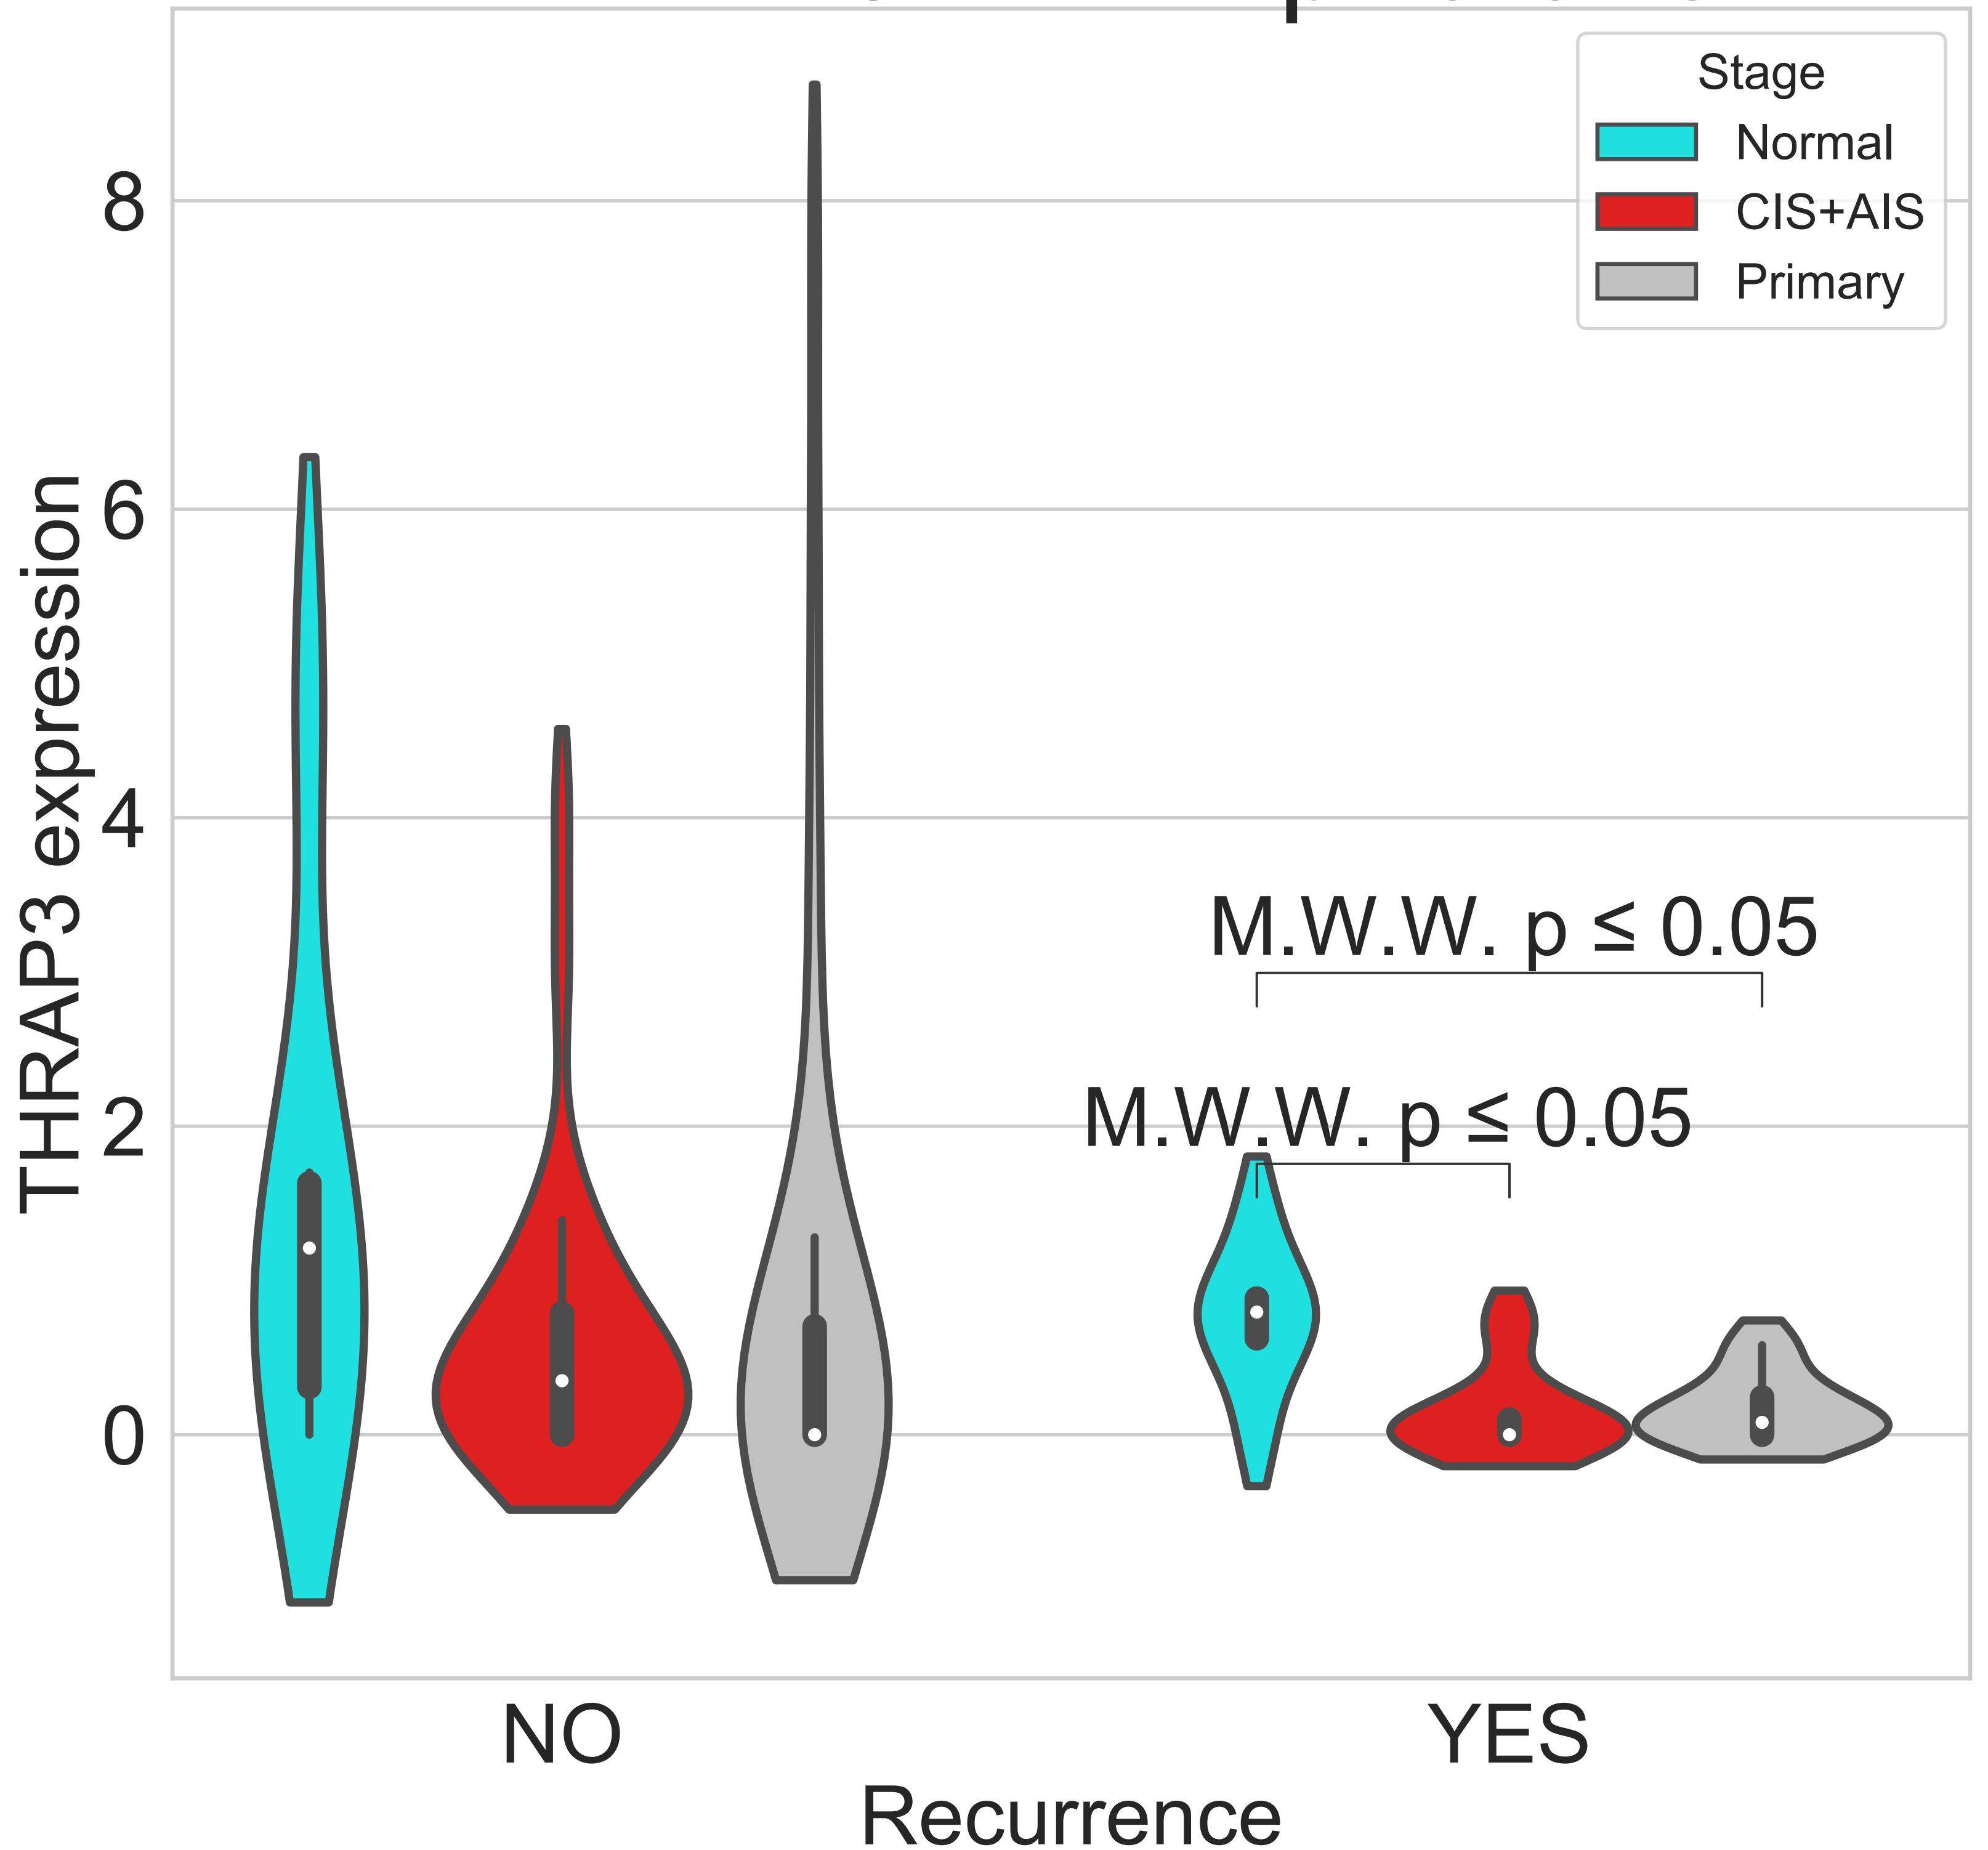 Stage
Normal
CIS+AIS
Primary
8
6
4
2
0
THRAP3 expression
M.W.W. p ≤ 0.05
M.W.W. p ≤ 0.05
NO
YES
Recurrence